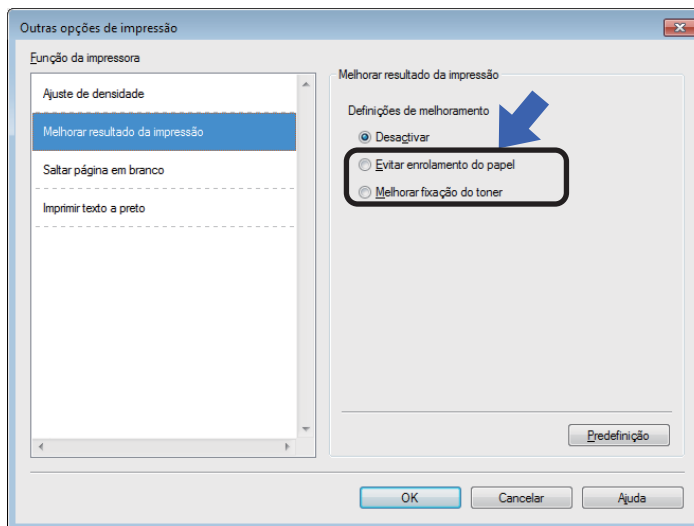 Outras opções de impressão
Função da impressora
Ajuste de densidade
Melhorar resultado da impressão
Saltar página em branco
Imprimir texto a preto
Melhorar resultado da impressão
Definições de melhoramento
Desactivar
Evitar enrolamento do papel
Melhorar fixação do toner
Predefinição
OK
Cancelar
Ajuda